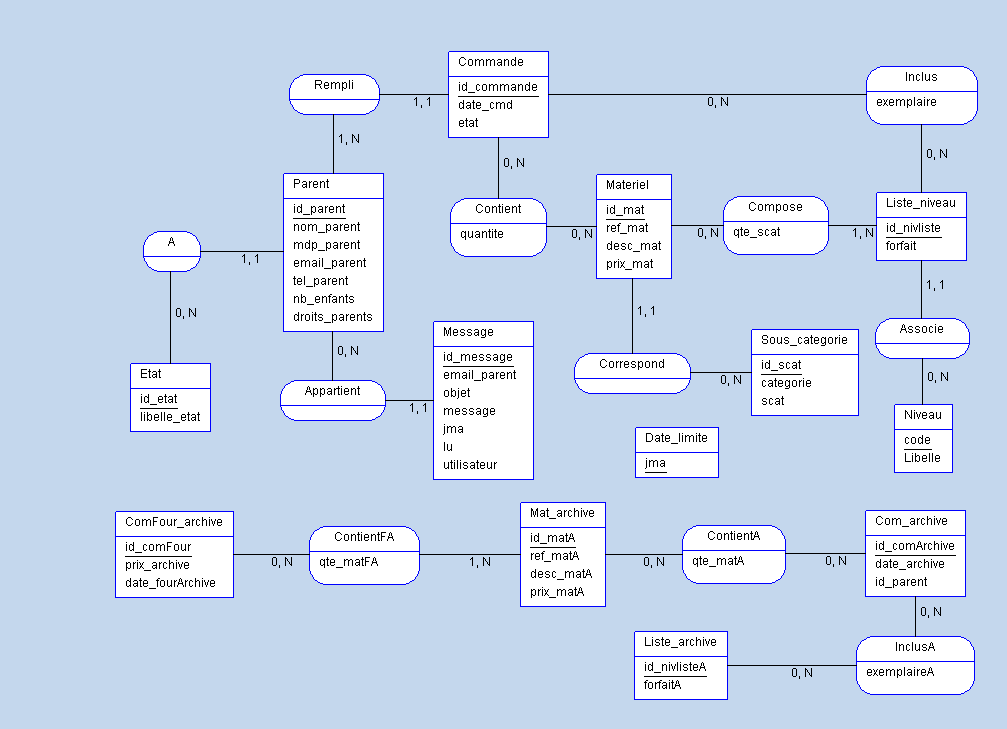 Commande
id_commande
date_cmd
etat
Rempli
1, 1
0, N
Inclus
exemplaire
1, N
0, N
0, N
Parent
id_parent
nom_parent
mdp_parent
email_parent
tel_parent
nb_enfants
droits_parents
Contient
quantite
0, N
Materiel
id_mat
ref_mat
desc_mat
prix_mat
0, N
Compose
qte_scat
1, N
Liste_niveau
id_nivliste
forfait
A
1, 1
0, N
Etat
id_etat
libelle_etat
0, N
Appartient
1, 1
Message
id_message
email_parent
objet
message
jma
lu
utilisateur
1, 1
Correspond
0, N
Sous_categorie
id_scat
categorie
scat
1, 1
Associe
0, N
Niveau
code
Libelle
Date_limite
jma
ComFour_archive
id_comFour
prix_archive
date_fourArchive
0, N
ContientFA
qte_matFA
1, N
Mat_archive
id_matA
ref_matA
desc_matA
prix_matA
0, N
ContientA
qte_matA
0, N
Com_archive
id_comArchive
date_archive
id_parent
0, N
Liste_archive
id_nivlisteA
forfaitA
0, N
InclusA
exemplaireA